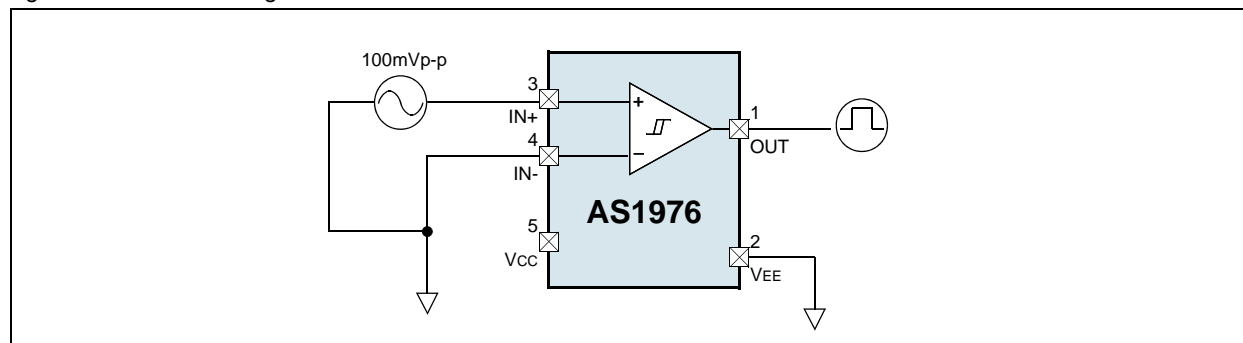 100mVp-p
3
IN+
4
IN-
5
VCC
+
−
AS1976
1
OUT
2
VEE